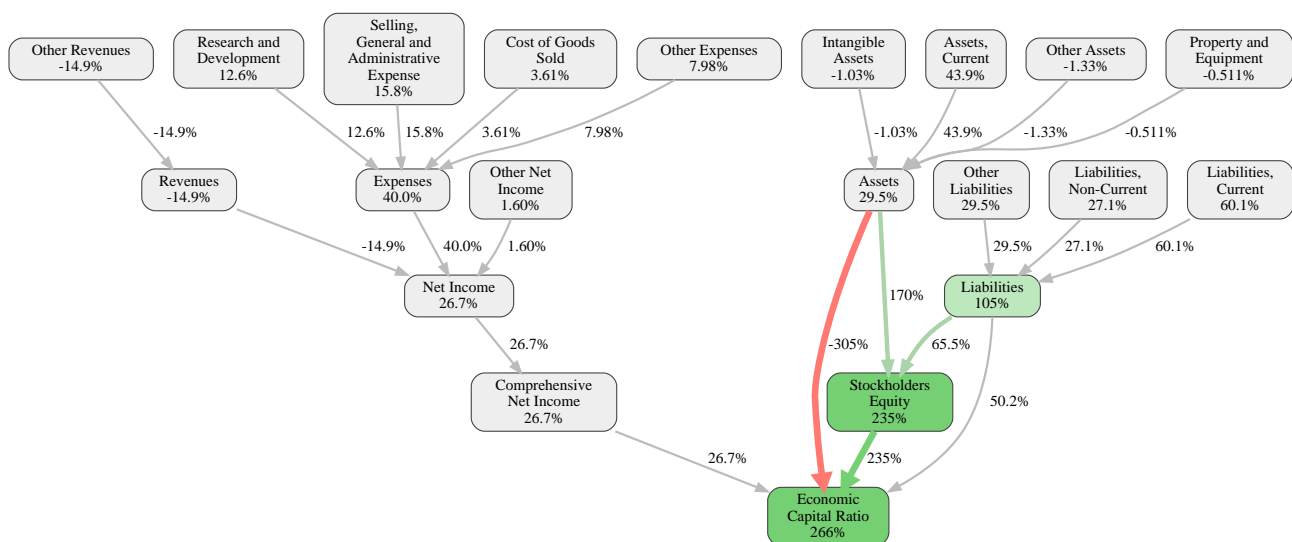 Other Revenues
-14.9%
Research and
Development
12.6%
Selling,
General and
Administrative
Expense
15.8%
Cost of Goods
Sold
3.61%
Other Expenses
7.98%
Intangible
Assets
-1.03%
Assets,
Current
43.9%
Other Assets
-1.33%
Property and
Equipment
-0.511%
-14.9%
12.6%
15.8%
3.61%
7.98%
-1.03%
43.9%
-1.33%
-0.511%
Revenues
-14.9%
Expenses
40.0%
Other Net
Income
1.60%
Assets
29.5%
Other
Liabilities
29.5%
Liabilities,
Non-Current
27.1%
Liabilities,
Current
60.1%
-14.9%
40.0%
1.60%
29.5%
27.1%
60.1%
Net Income
26.7%
170%
Liabilities
105%
26.7%
-305%
65.5%
Comprehensive
Net Income
26.7%
Stockholders
Equity
235%
50.2%
26.7%
235%
Economic
Capital Ratio
266%